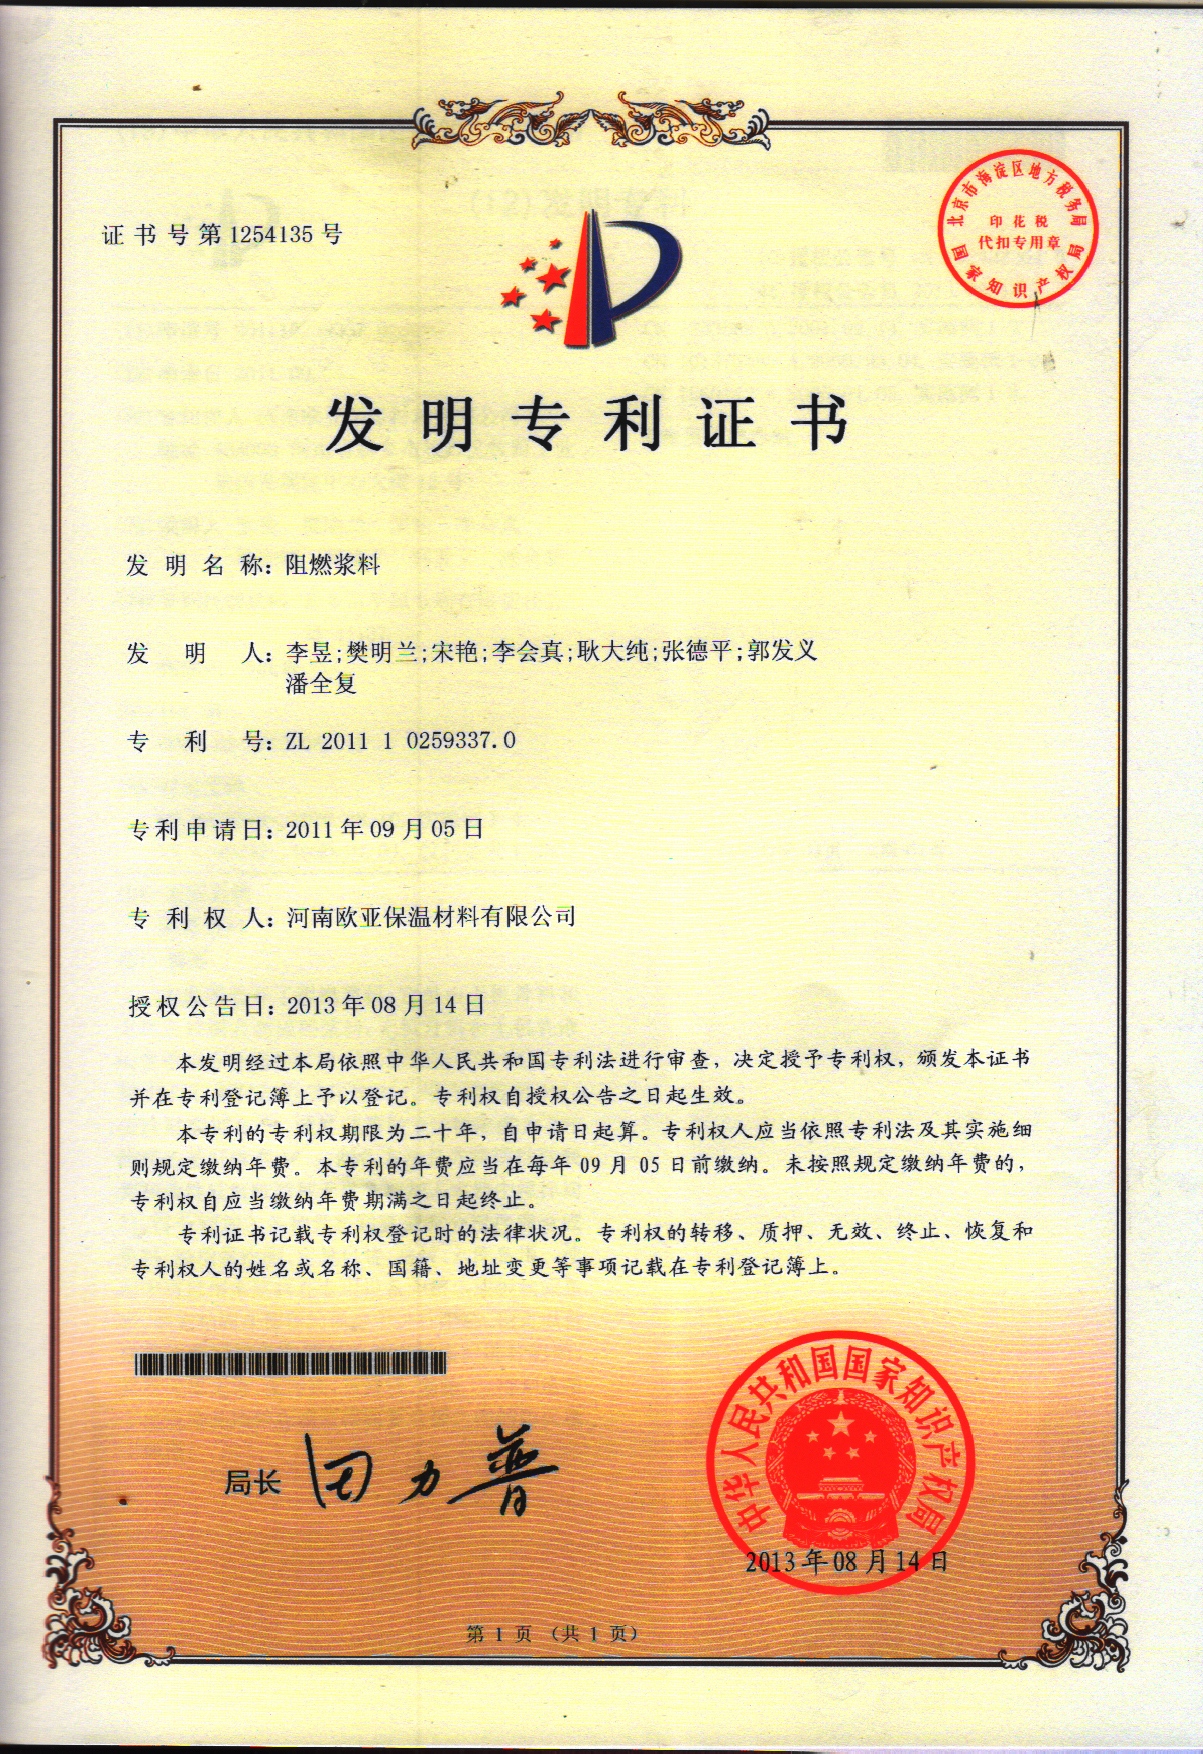 证书号第1254135号
北京市海淀区地方税务局
印花税
代扣专用章
国家知识产权局
发明专利证书
发明名称：阻燃浆料
发明人：李昱;樊明兰;宋艳;李会真;耿大纯;张德平;郭发义
潘全复
专利号：ZL 2011 1 0259337.0
专利申请日：2011年09月05日
专利权人：河南欧亚保温材料有限公司
授权公告日：2013年08月14日
本发明经过本局依照中华人民共和国专利法进行审查，决定授予专利权，颁发本证书
并在专利登记簿上予以登记。专利权自授权公告之日起生效。
本专利的专利权期限为二十年，自申请日起算。专利权人应当依照专利法及其实施细
则规定缴纳年费。本专利的年费应当在每年09月05日前缴纳。未按照规定缴纳年费的，
专利权自应当缴纳年费期满之日起终止。
专利证书记载专利权登记时的法律状况。专利权的转移、质押、无效、终止、恢复和
专利权人的姓名或名称、国籍、地址变更等事项记载在专利登记簿上。
局长 田力普
中华人民共和国国家知识产权局
2013年08月14日
第1页（共1页）